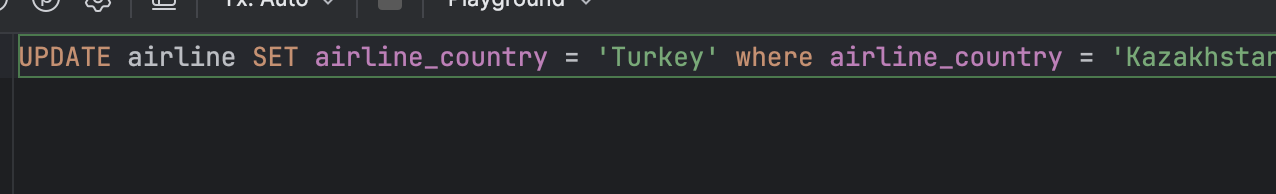 Tx: Auto Playground
UPDATE airline SET airline_country = 'Turkey' where airline_country = 'Kazakhstan